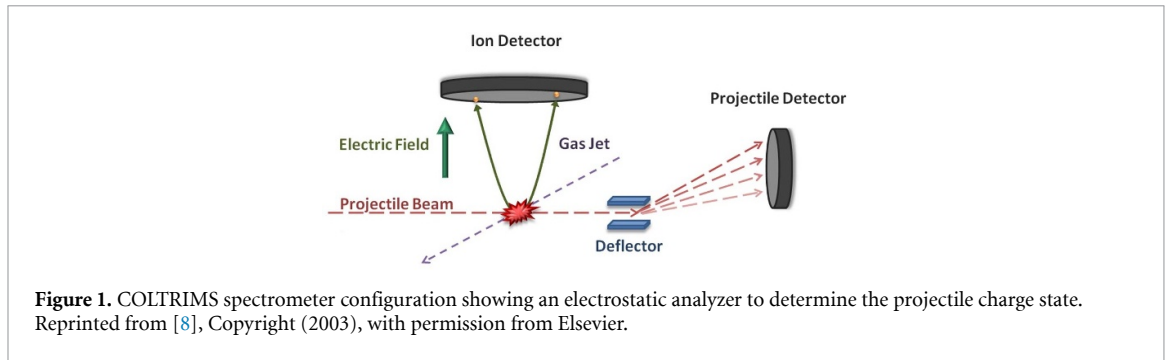 Ion Detector
Projectile Detector
Electric Field
Gas Jet
Projectile Beam
Deflector
Figure 1. COLTRIMS spectrometer configuration showing an electrostatic analyzer to determine the projectile charge state.
Reprinted from [8], Copyright (2003), with permission from Elsevier.